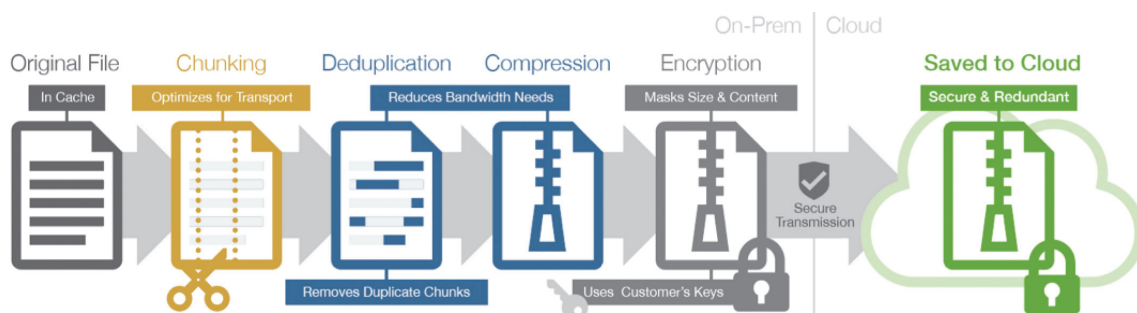 On-Prem
Cloud
Original File
Chunking
Deduplication
Compression
Encryption
Saved to Cloud
In Cache
Optimizes for Transport
Reduces Bandwidth Needs
Masks Size & Content
Secure & Redundant
Secure
Transmission
Removes Duplicate Chunks
Uses Customer's Keys